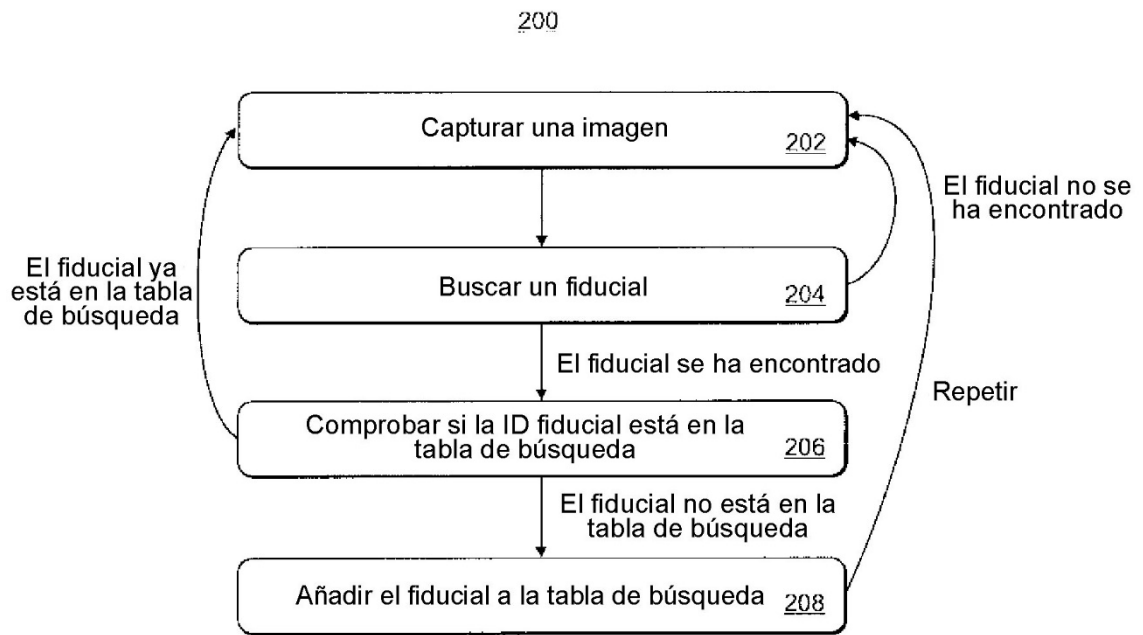 200
Capturar una imagen
202
El fiducial no se
ha encontrado
El fiducial ya
está en la tabla
de búsqueda
Buscar un fiducial
204
El fiducial se ha encontrado
Repetir
Comprobar si la ID fiducial está en la
tabla de búsqueda
206
El fiducial no está en la
tabla de búsqueda
Añadir el fiducial a la tabla de búsqueda
208